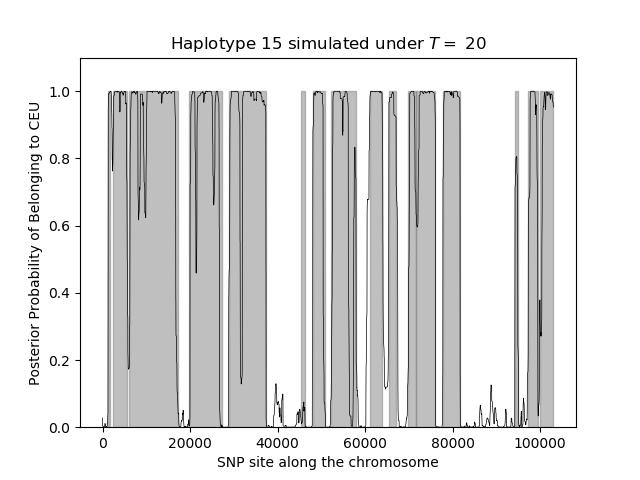 Haplotype 15 simulated under T = 20
Posterior Probability of Belonging to CEU
1.0
0.8
0.6
0.4
0.2
0.0
0 20000 40000 60000 80000 100000
SNP site along the chromosome